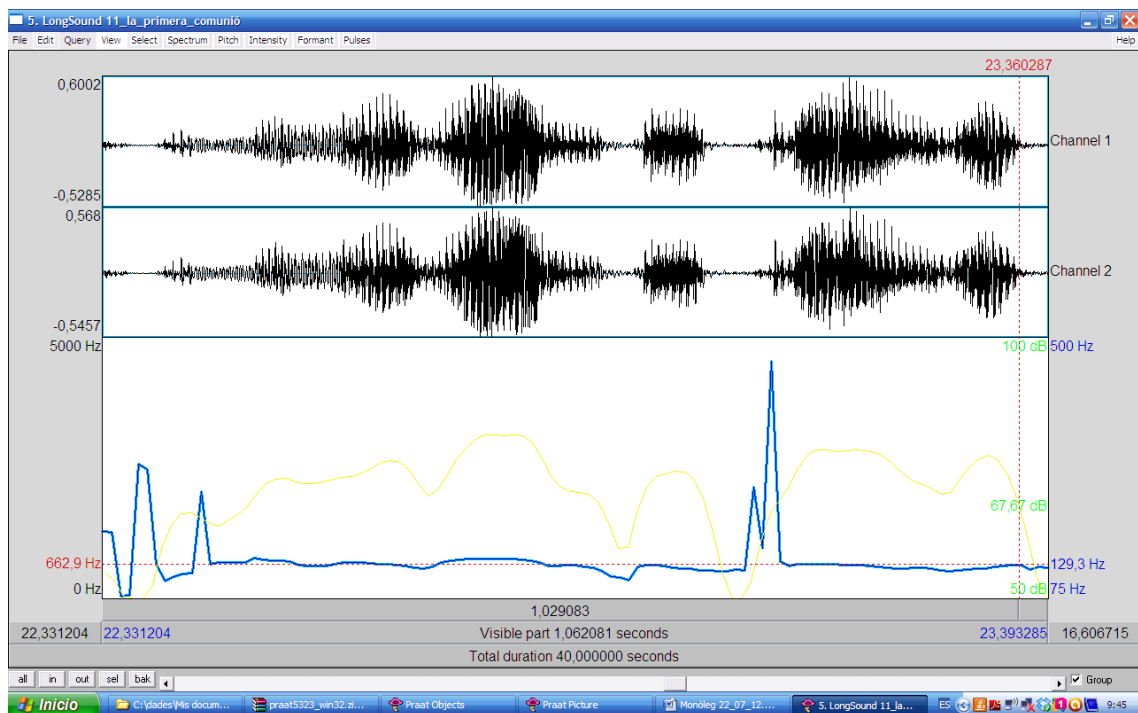 5. LongSound 11_la_primera_comunió
File Edit Query View Select Spectrum Pitch Intensity Formant Pulses Help
23,360287
0,6002
Channel 1
-0,5285
0,568
Channel 2
-0,5457
5000 Hz 100 dB 500 Hz
67,67 dB
662,9 Hz 129,3 Hz
0 Hz 50 dB 75 Hz
1,029083
22,331204 22,331204 Visible part 1,062081 seconds 23,393285 16,606715
Total duration 40,000000 seconds
all in out sel bak Group
Inicio C:\dades\Mis docum... praat5323_win32.zi... Praat Objects Praat Picture Monòleg 22_07_12.... 5. LongSound 11_la... ES 9:45